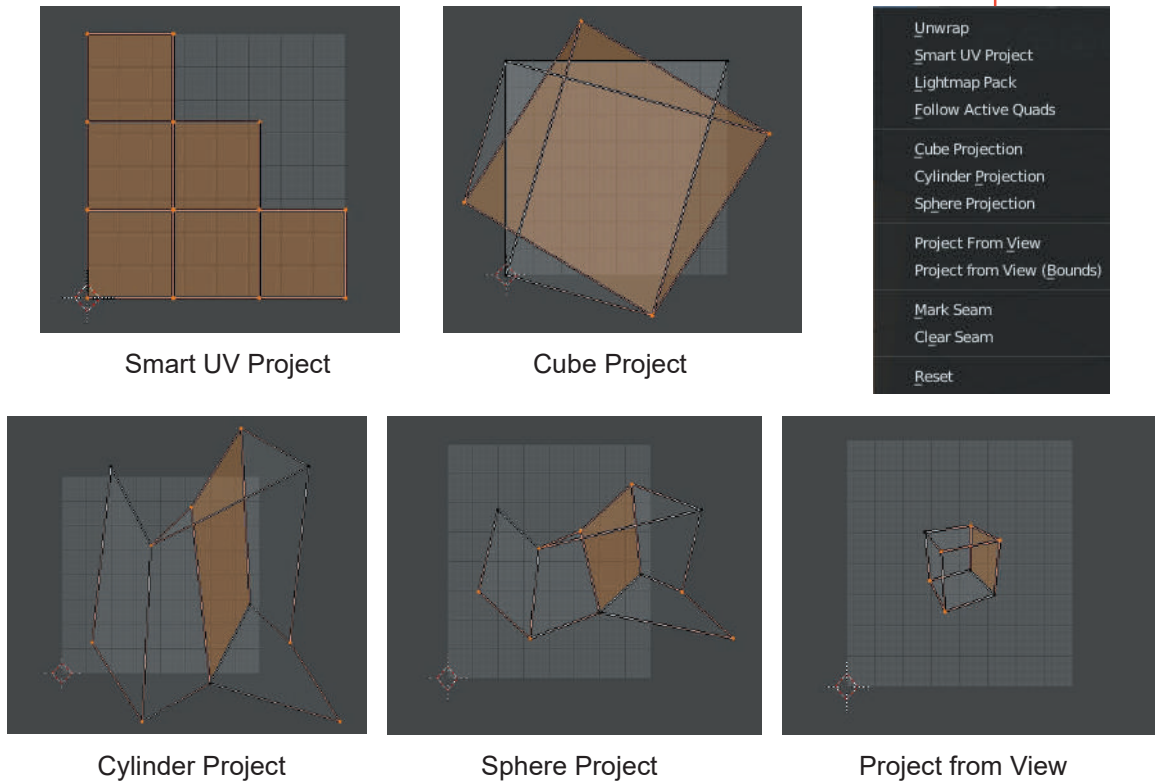 Unwrap
Smart UV Project
Lightmap Pack
Follow Active Quads
Cube Projection
Cylinder Projection
Sphere Projection
Project From View
Project from View (Bounds)
Mark Seam
Clear Seam
Reset
Smart UV Project
Cube Project
Cylinder Project
Sphere Project
Project from View